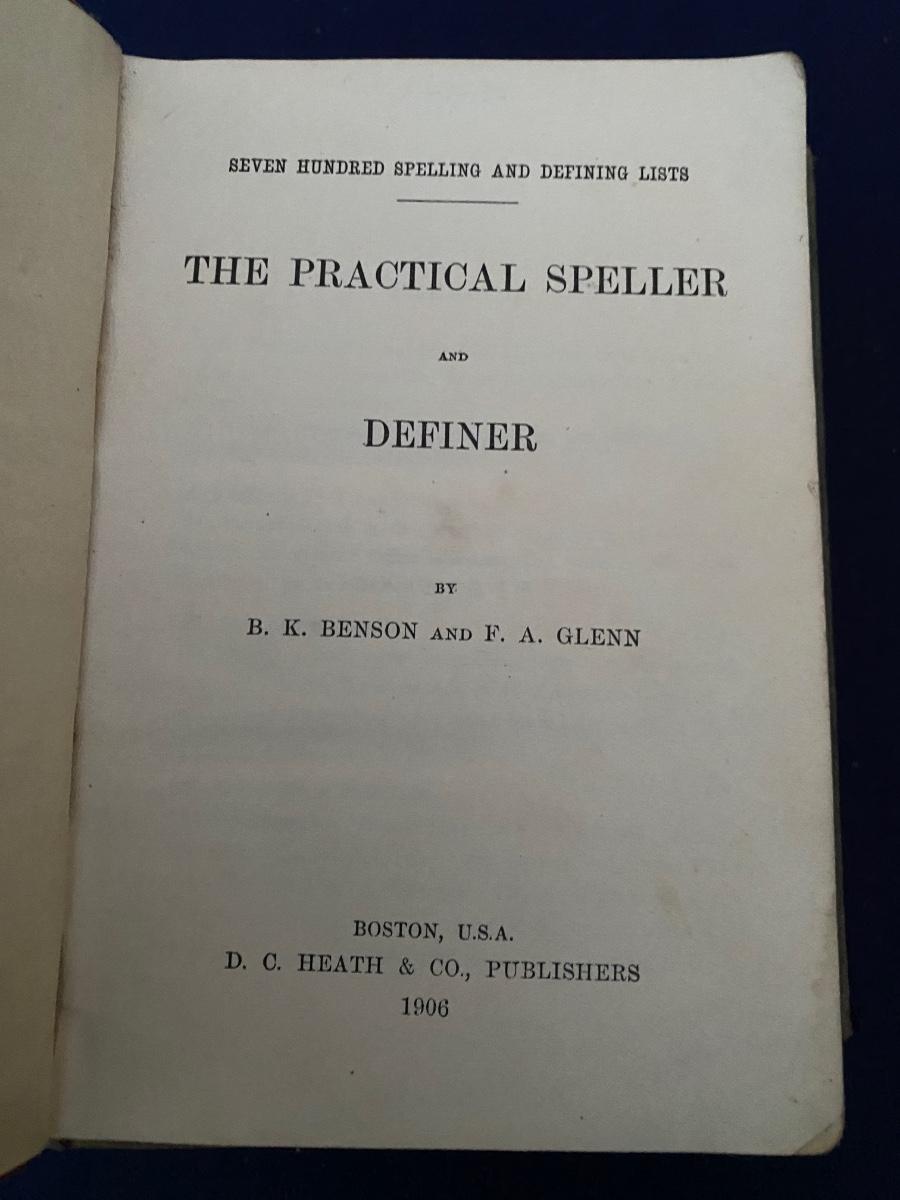 SEVEN HUNDRED SPELLING AND DEFINING LISTS
THE PRACTICAL SPELLER
AND
DEFINER
BY
B. K. BENSON AND F. A. GLENN
BOSTON, U.S.A.
D. C. HEATH & CO., PUBLISHERS
1906